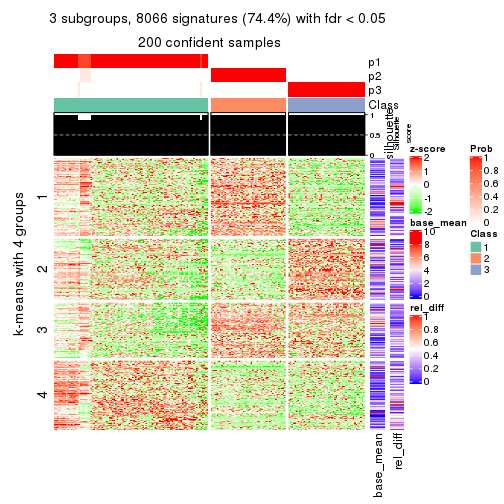 3 subgroups, 8066 signatures (74.4%) with fdr < 0.05
200 confident samples
p1
p2
p3
Class
silhouette
Silhouette
score
1
0.5
0
k-means with 4 groups
1
2
3
4
base_mean
rel_diff
z-score
2
1
0
-1
-2
base_mean
10
8
6
4
2
0
rel_diff
1
0.8
0.6
0.4
0.2
0
Prob
1
0.8
0.6
0.4
0.2
0
Class
1
2
3